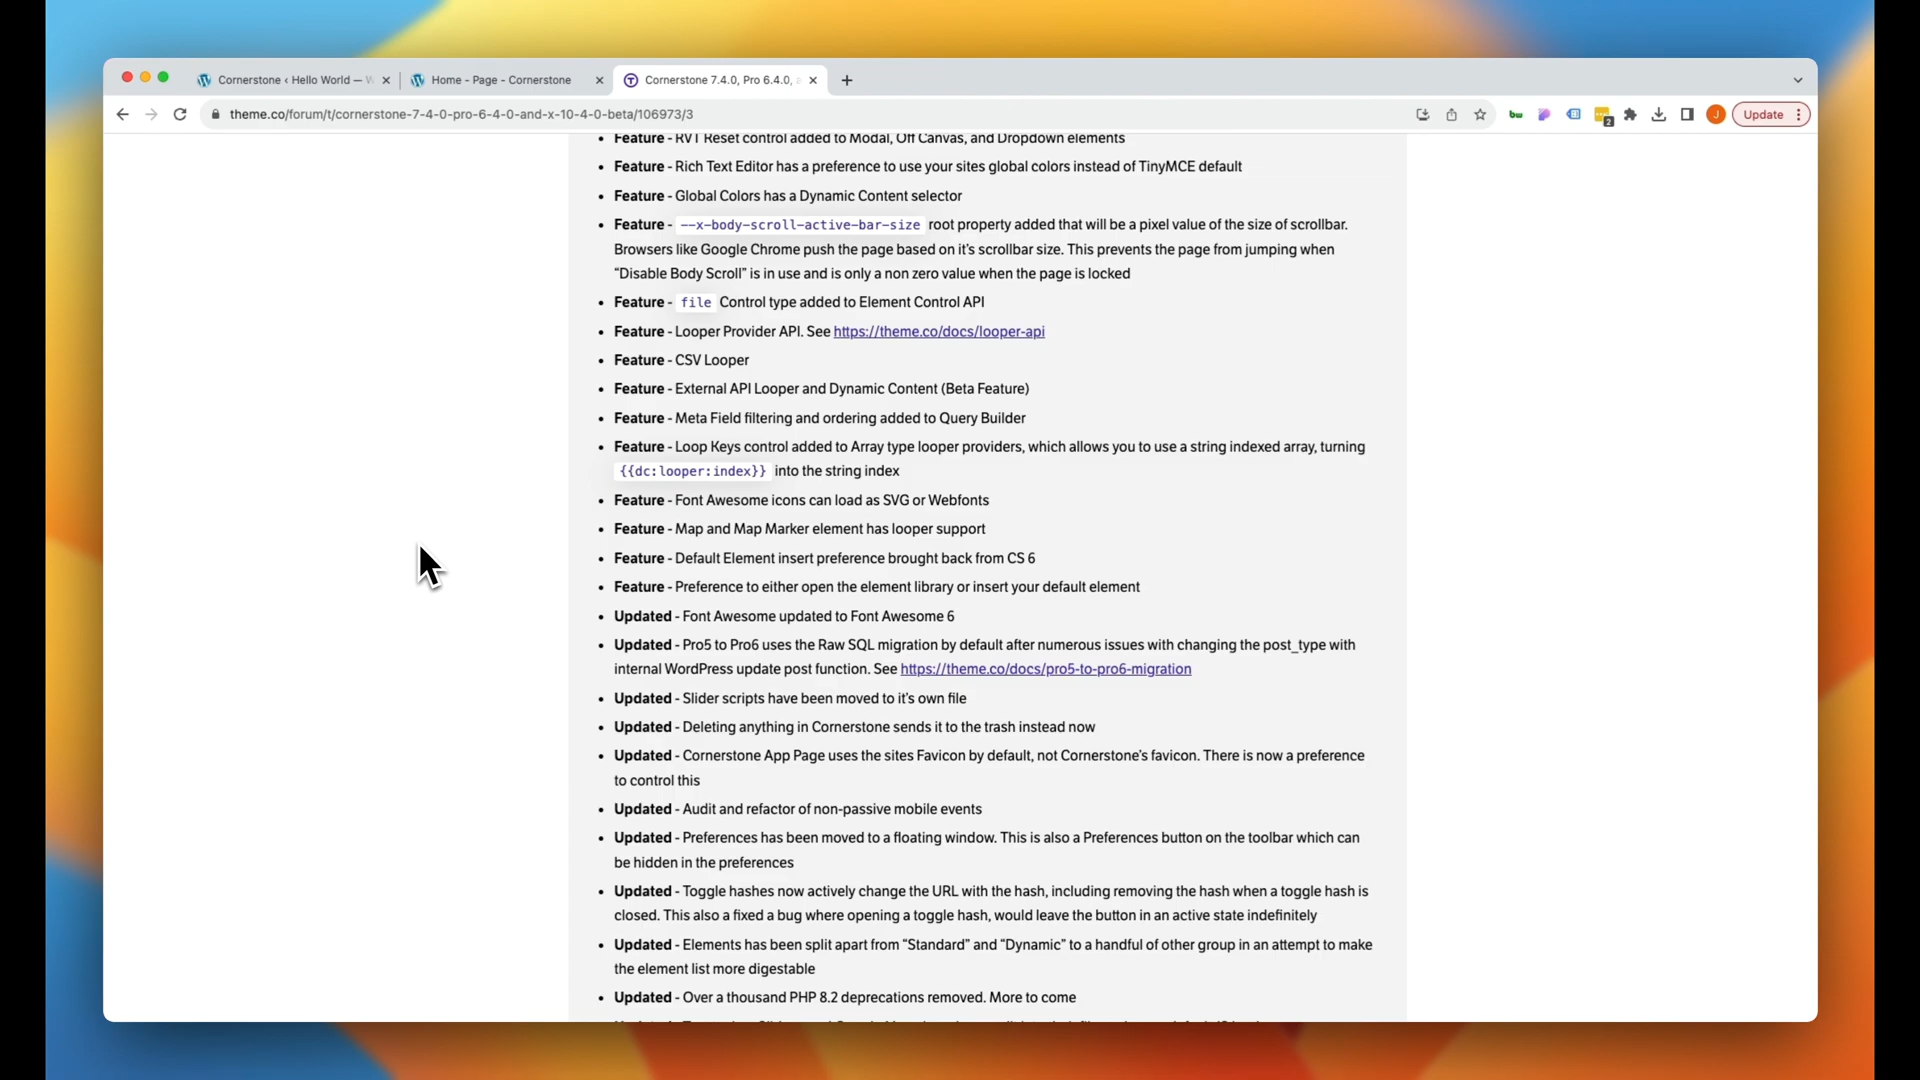 Cornerstone ‹ Hello World —
Home - Page - Cornerstone
Cornerstone 7.4.0, Pro 6.4.0,
theme.co/forum/t/cornerstone-7-4-0-pro-6-4-0-and-x-10-4-0-beta/106973/3
bw
2
J
Update
Feature - RVT Reset control added to Modal, Off Canvas, and Dropdown elements
Feature - Rich Text Editor has a preference to use your sites global colors instead of TinyMCE default
Feature - Global Colors has a Dynamic Content selector
Feature - --x-body-scroll-active-bar-size root property added that will be a pixel value of the size of scrollbar.
Browsers like Google Chrome push the page based on it's scrollbar size. This prevents the page from jumping when
“Disable Body Scroll” is in use and is only a non zero value when the page is locked
Feature - file Control type added to Element Control API
Feature - Looper Provider API. See https://theme.co/docs/looper-api
Feature - CSV Looper
Feature - External API Looper and Dynamic Content (Beta Feature)
Feature - Meta Field filtering and ordering added to Query Builder
Feature - Loop Keys control added to Array type looper providers, which allows you to use a string indexed array, turning
{{dc:looper:index}} into the string index
Feature - Font Awesome icons can load as SVG or Webfonts
Feature - Map and Map Marker element has looper support
Feature - Default Element insert preference brought back from CS 6
Feature - Preference to either open the element library or insert your default element
Updated - Font Awesome updated to Font Awesome 6
Updated - Pro5 to Pro6 uses the Raw SQL migration by default after numerous issues with changing the post_type with
internal WordPress update post function. See https://theme.co/docs/pro5-to-pro6-migration
Updated - Slider scripts have been moved to it's own file
Updated - Deleting anything in Cornerstone sends it to the trash instead now
Updated - Cornerstone App Page uses the sites Favicon by default, not Cornerstone's favicon. There is now a preference
to control this
Updated - Audit and refactor of non-passive mobile events
Updated - Preferences has been moved to a floating window. This is also a Preferences button on the toolbar which can
be hidden in the preferences
Updated - Toggle hashes now actively change the URL with the hash, including removing the hash when a toggle hash is
closed. This also a fixed a bug where opening a toggle hash, would leave the button in an active state indefinitely
Updated - Elements has been split apart from “Standard” and “Dynamic” to a handful of other group in an attempt to make
the element list more digestable
Updated - Over a thousand PHP 8.2 deprecations removed. More to come